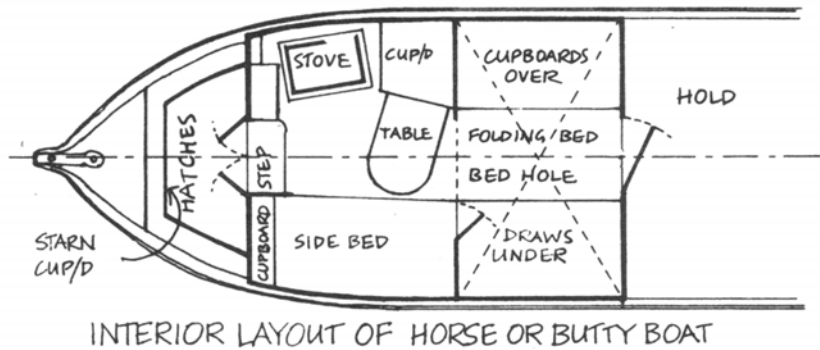 STOVE
CUP/D
CUPBOARDS
OVER
HOLD
HATCHES
STEP
TABLE
FOLDING BED
BED HOLE
STARN
CUP/D
CUPBOARD
SIDE BED
DRAWS
UNDER
INTERIOR LAYOUT OF HORSE OR BUTTY BOAT